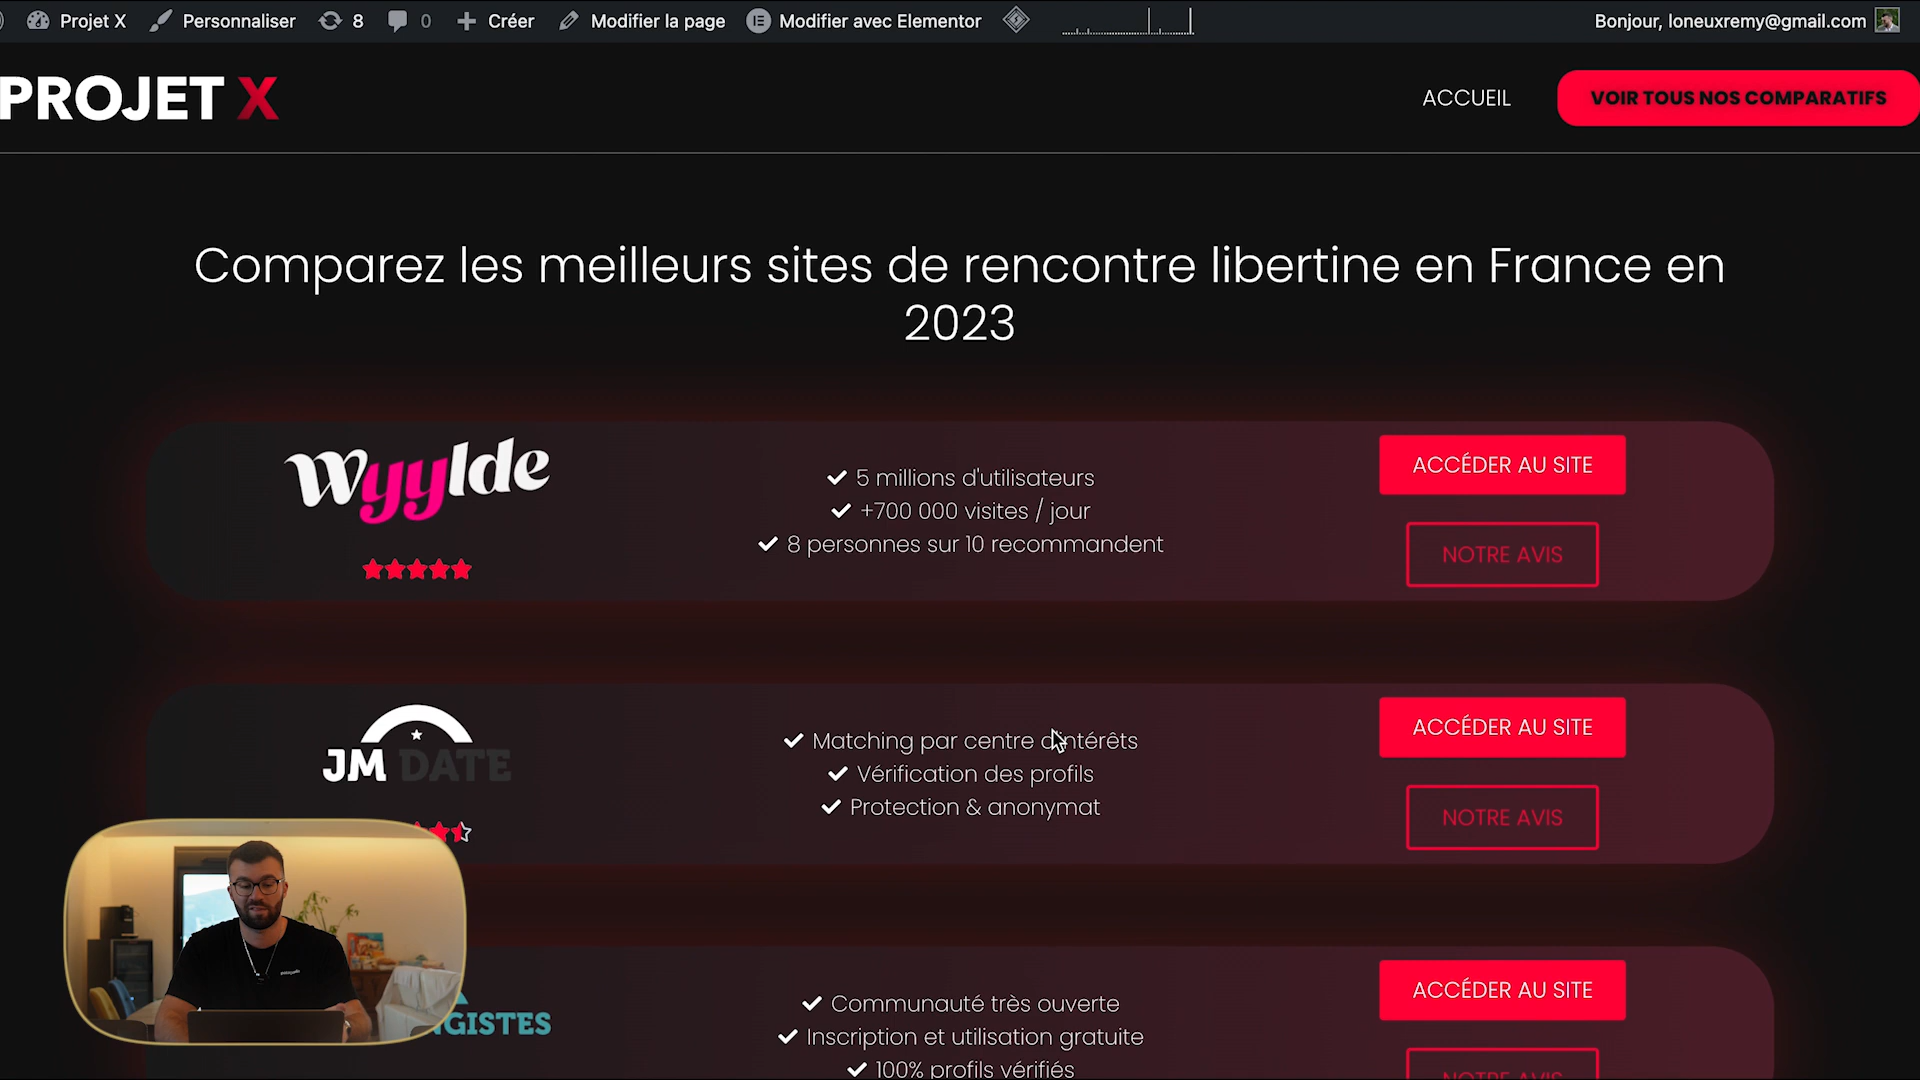 Projet X
Personnaliser
8
0
Créer
Modifier la page
Modifier avec Elementor
Bonjour, loneuxremy@gmail.com
PROJET X
ACCUEIL
VOIR TOUS NOS COMPARATIFS
Comparez les meilleurs sites de rencontre libertine en France en
2023
Wyylde
5 millions d'utilisateurs
+700 000 visites / jour
8 personnes sur 10 recommandent
ACCÉDER AU SITE
NOTRE AVIS
JM DATE
Matching par centre d'intérêts
Vérification des profils
Protection & anonymat
ACCÉDER AU SITE
NOTRE AVIS
GISTES
Communauté très ouverte
Inscription et utilisation gratuite
100% profils vérifiés
ACCÉDER AU SITE
NOTRE AVIS